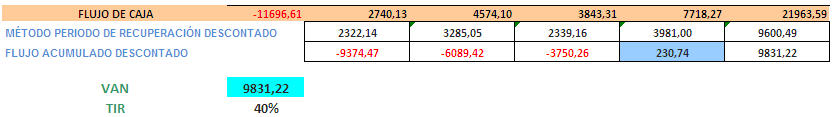 FLUJO DE CAJA -11696,61 2740,13 4574,10 3843,31 7718,27 21963,59
MÉTODO PERIODO DE RECUPERACIÓN DESCONTADO 2322,14 3285,05 2339,16 3981,00 9600,49
FLUJO ACUMULADO DESCONTADO -9374,47 -6089,42 -3750,26 230,74 9831,22
VAN 9831,22
TIR 40%